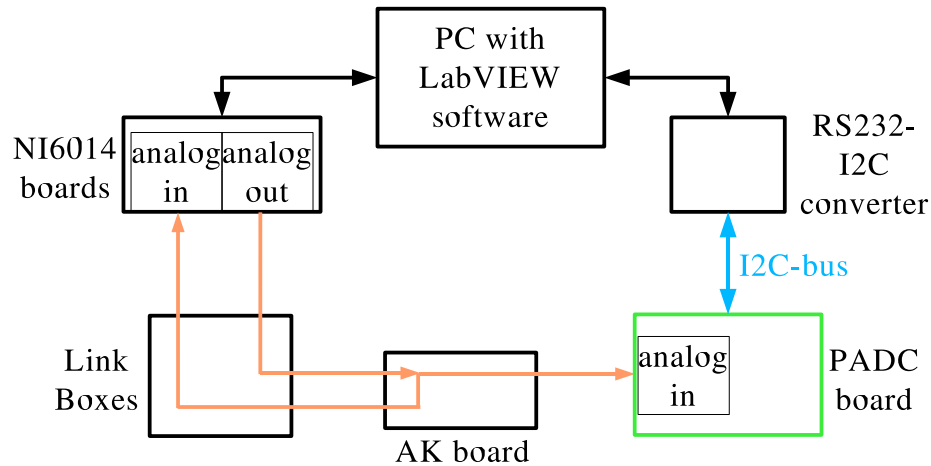 PC with
LabVIEW
software
NI6014
boards
analog
in
analog
out
RS232-
I2C
converter
I2C-bus
Link
Boxes
AK board
analog
in
PADC
board